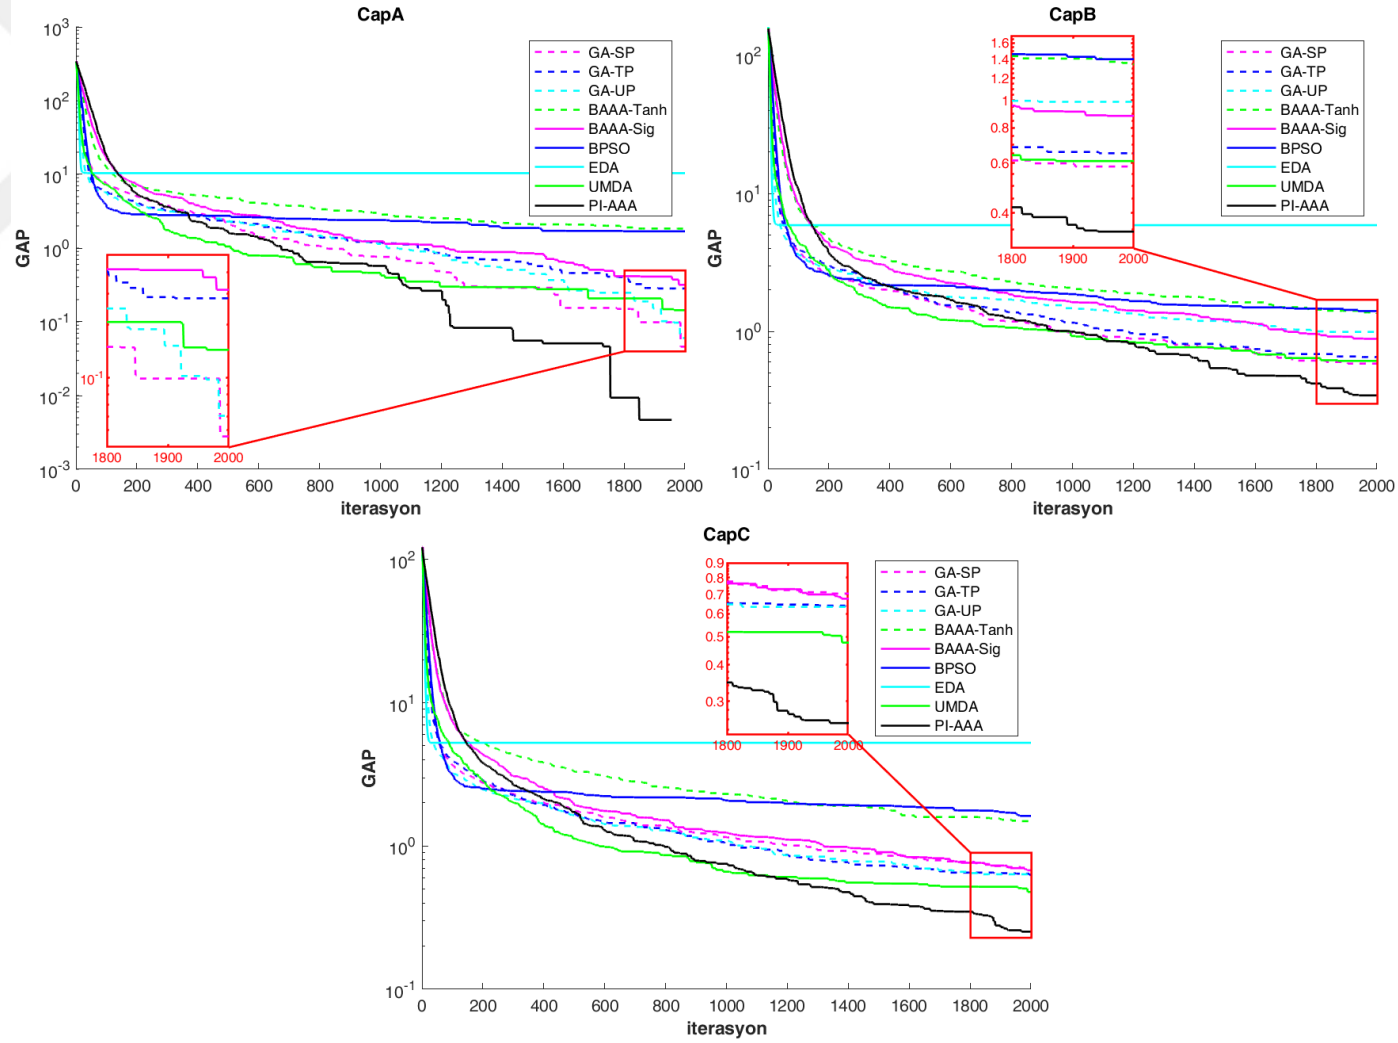 CapA
GAP
10^3
10^2
10^1
10^0
10^-1
10^-2
10^-3
0 200 400 600 800 1000 1200 1400 1600 1800 2000
iterasyon
GA-SP
GA-TP
GA-UP
BAAA-Tanh
BAAA-Sig
BPSO
EDA
UMDA
PI-AAA
10^-1
1800 1900 2000
CapB
GAP
10^2
10^1
10^0
10^-1
0 200 400 600 800 1000 1200 1400 1600 1800 2000
iterasyon
1.6
1.4
1.2
1
0.8
0.6
0.4
1800 1900 2000
GA-SP
GA-TP
GA-UP
BAAA-Tanh
BAAA-Sig
BPSO
EDA
UMDA
PI-AAA
CapC
GAP
10^2
10^1
10^0
10^-1
0 200 400 600 800 1000 1200 1400 1600 1800 2000
iterasyon
0.9
0.8
0.7
0.6
0.5
0.4
0.3
1800 1900 2000
GA-SP
GA-TP
GA-UP
BAAA-Tanh
BAAA-Sig
BPSO
EDA
UMDA
PI-AAA